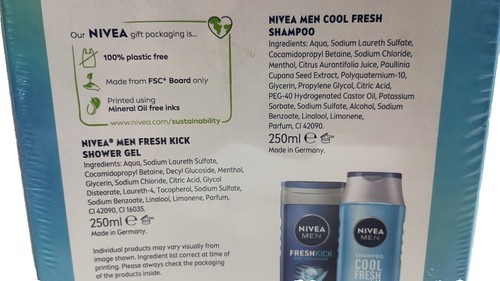 Our NIVEA gift packaging is...
100% plastic free
Made from FSC® Board only
Printed using
Mineral Oil free inks
www.nivea.com/sustainability
NIVEA® MEN FRESH KICK
SHOWER GEL
Ingredients: Aqua, Sodium Laureth Sulfate,
Cocamidopropyl Betaine, Decyl Glucoside, Menthol,
Glycerin, Sodium Chloride, Citric Acid, Glycol
Distearate, Laureth-4, Tocopherol, Sodium Sulfate,
Sodium Benzoate, Linalool, Limonene, Parfum,
CI 42090, CI 16035.
250ml e
Made in Germany.
Individual products may vary visually from
image shown. Ingredient list correct at time of
printing. Please always check the packaging
of the products inside.
NIVEA MEN COOL FRESH
SHAMPOO
Ingredients: Aqua, Sodium Laureth Sulfate,
Cocamidopropyl Betaine, Sodium Chloride,
Menthol, Citrus Aurantifolia Juice, Paullinia
Cupana Seed Extract, Polyquaternium-10,
Glycerin, Propylene Glycol, Citric Acid,
PEG-40 Hydrogenated Castor Oil, Potassium
Sorbate, Sodium Sulfate, Alcohol, Sodium
Benzoate, Linalool, Limonene,
Parfum, CI 42090.
250ml e
Made in Germany.
NIVEA
MEN
FRESH KICK
NIVEA
MEN
SHAMPOO
COOL
FRESH